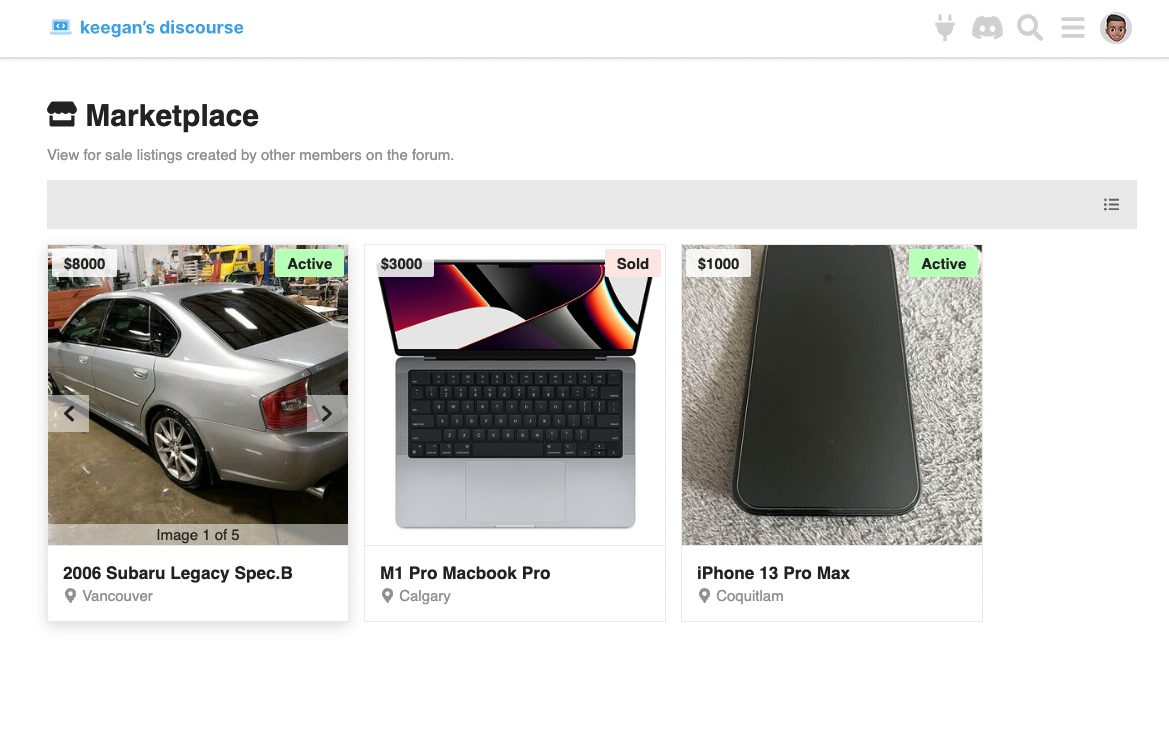 keegan's discourse
Marketplace
View for sale listings created by other members on the forum.
$8000
Active
Image 1 of 5
2006 Subaru Legacy Spec.B
Vancouver
$3000
Sold
M1 Pro Macbook Pro
Calgary
$1000
Active
iPhone 13 Pro Max
Coquitlam